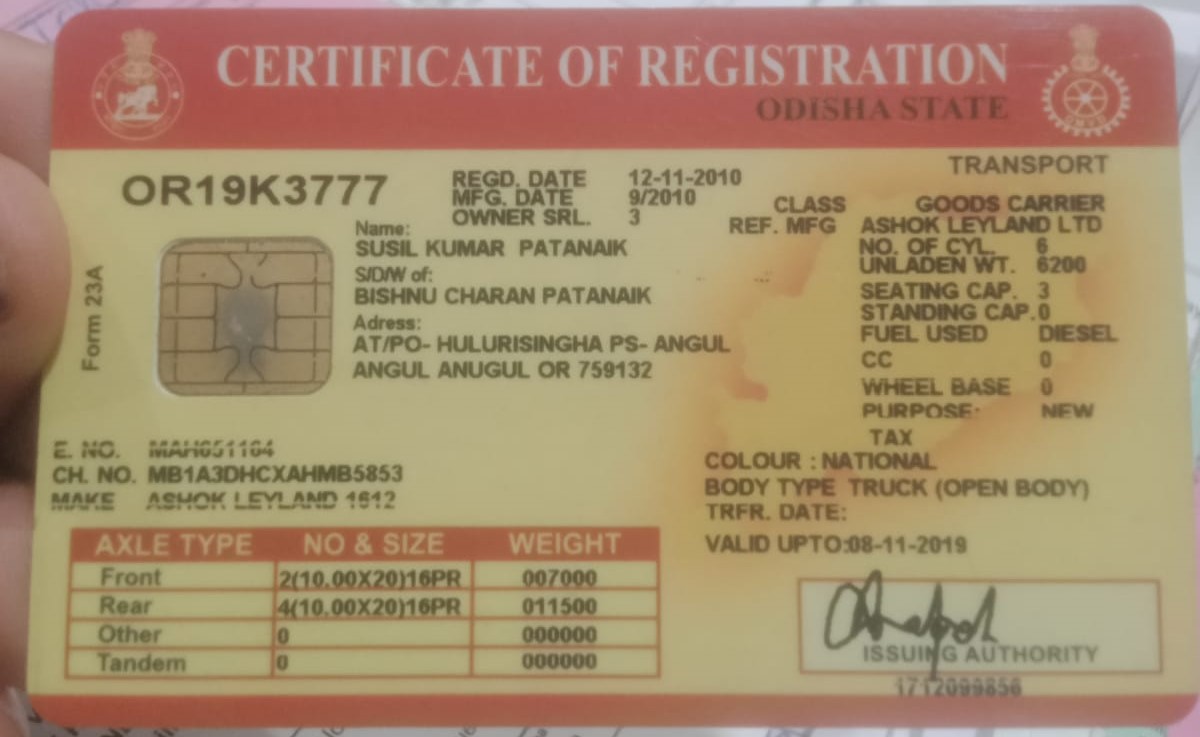 CERTIFICATE OF REGISTRATION
ODISHA STATE
OR19K3777
REGD. DATE 12-11-2010
MFG. DATE 9/2010
OWNER SRL. 3
TRANSPORT
CLASS GOODS CARRIER
REF. MFG ASHOK LEYLAND LTD
NO. OF CYL. 6
UNLADEN WT. 6200
SEATING CAP. 3
STANDING CAP. 0
FUEL USED DIESEL
CC 0
WHEEL BASE 0
PURPOSE: NEW
Form 23A
Name:
SUSIL KUMAR PATANAIK
S/D/W of:
BISHNU CHARAN PATANAIK
Adress:
AT/PO- HULURISINGHA PS- ANGUL
ANGUL ANUGUL OR 759132
E. NO. MAH651164
CH. NO. MB1A3DHCXAHMB5853
MAKE ASHOK LEYLAND 1612
TAX
COLOUR : NATIONAL
BODY TYPE TRUCK (OPEN BODY)
TRFR. DATE:
VALID UPTO:08-11-2019
AXLE TYPE NO & SIZE WEIGHT
Front 2(10.00X20)16PR 007000
Rear 4(10.00X20)16PR 011500
Other 0 000000
Tandem 0 000000
ISSUING AUTHORITY
1712099856